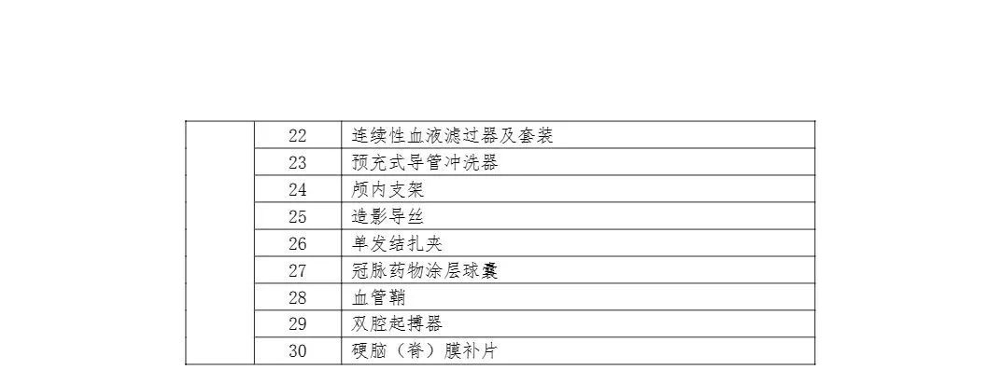 22 连续性血液滤过器及套装
23 预充式导管冲洗器
24 颅内支架
25 造影导丝
26 单发结扎夹
27 冠脉药物涂层球囊
28 血管鞘
29 双腔起搏器
30 硬脑（脊）膜补片